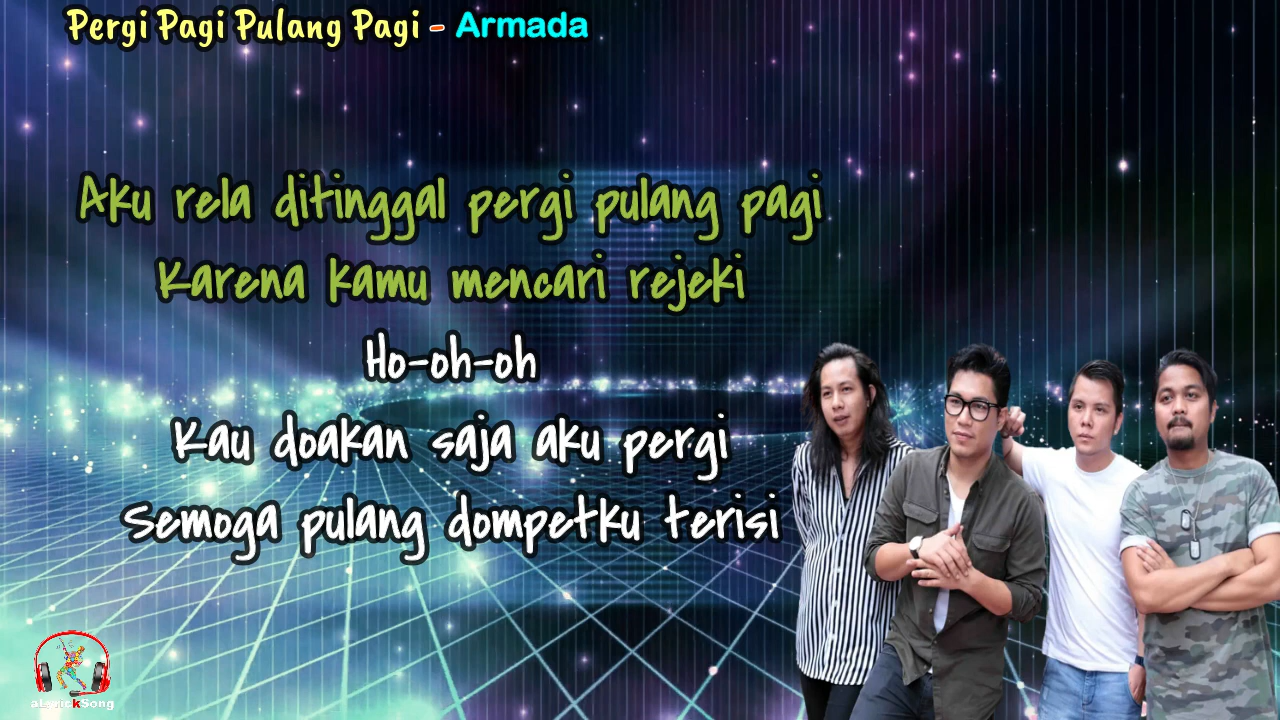 Pergi Pagi Pulang Pagi - Armada
Aku rela ditinggal pergi pulang pagi
Karena kamu mencari rejeki
Ho-oh-oh
Kau doakan saja aku pergi
Semoga pulang dompetku terisi